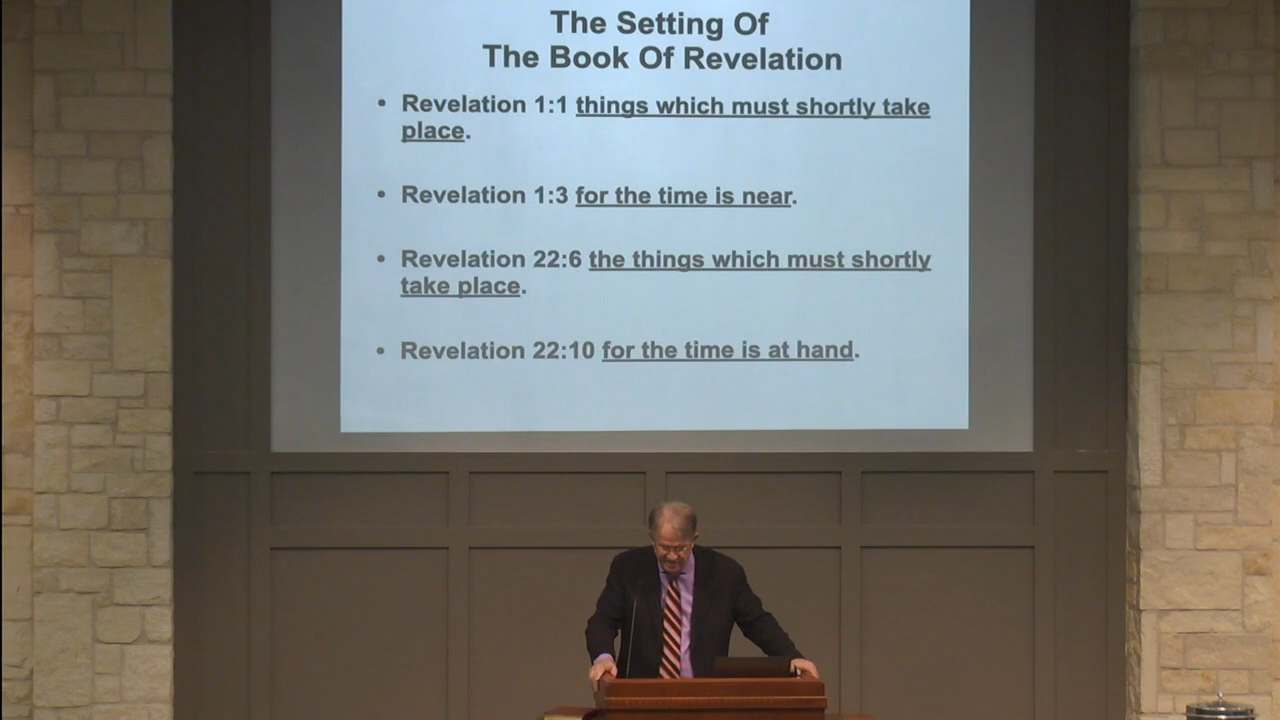 The Setting Of
The Book Of Revelation
• Revelation 1:1 things which must shortly take
place.
• Revelation 1:3 for the time is near.
• Revelation 22:6 the things which must shortly
take place.
• Revelation 22:10 for the time is at hand.